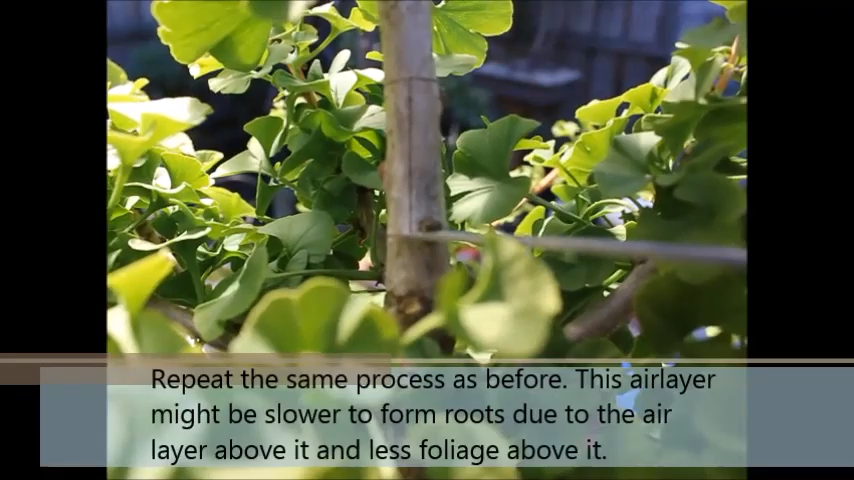 Repeat the same process as before. This airlayer
might be slower to form roots due to the air
layer above it and less foliage above it.